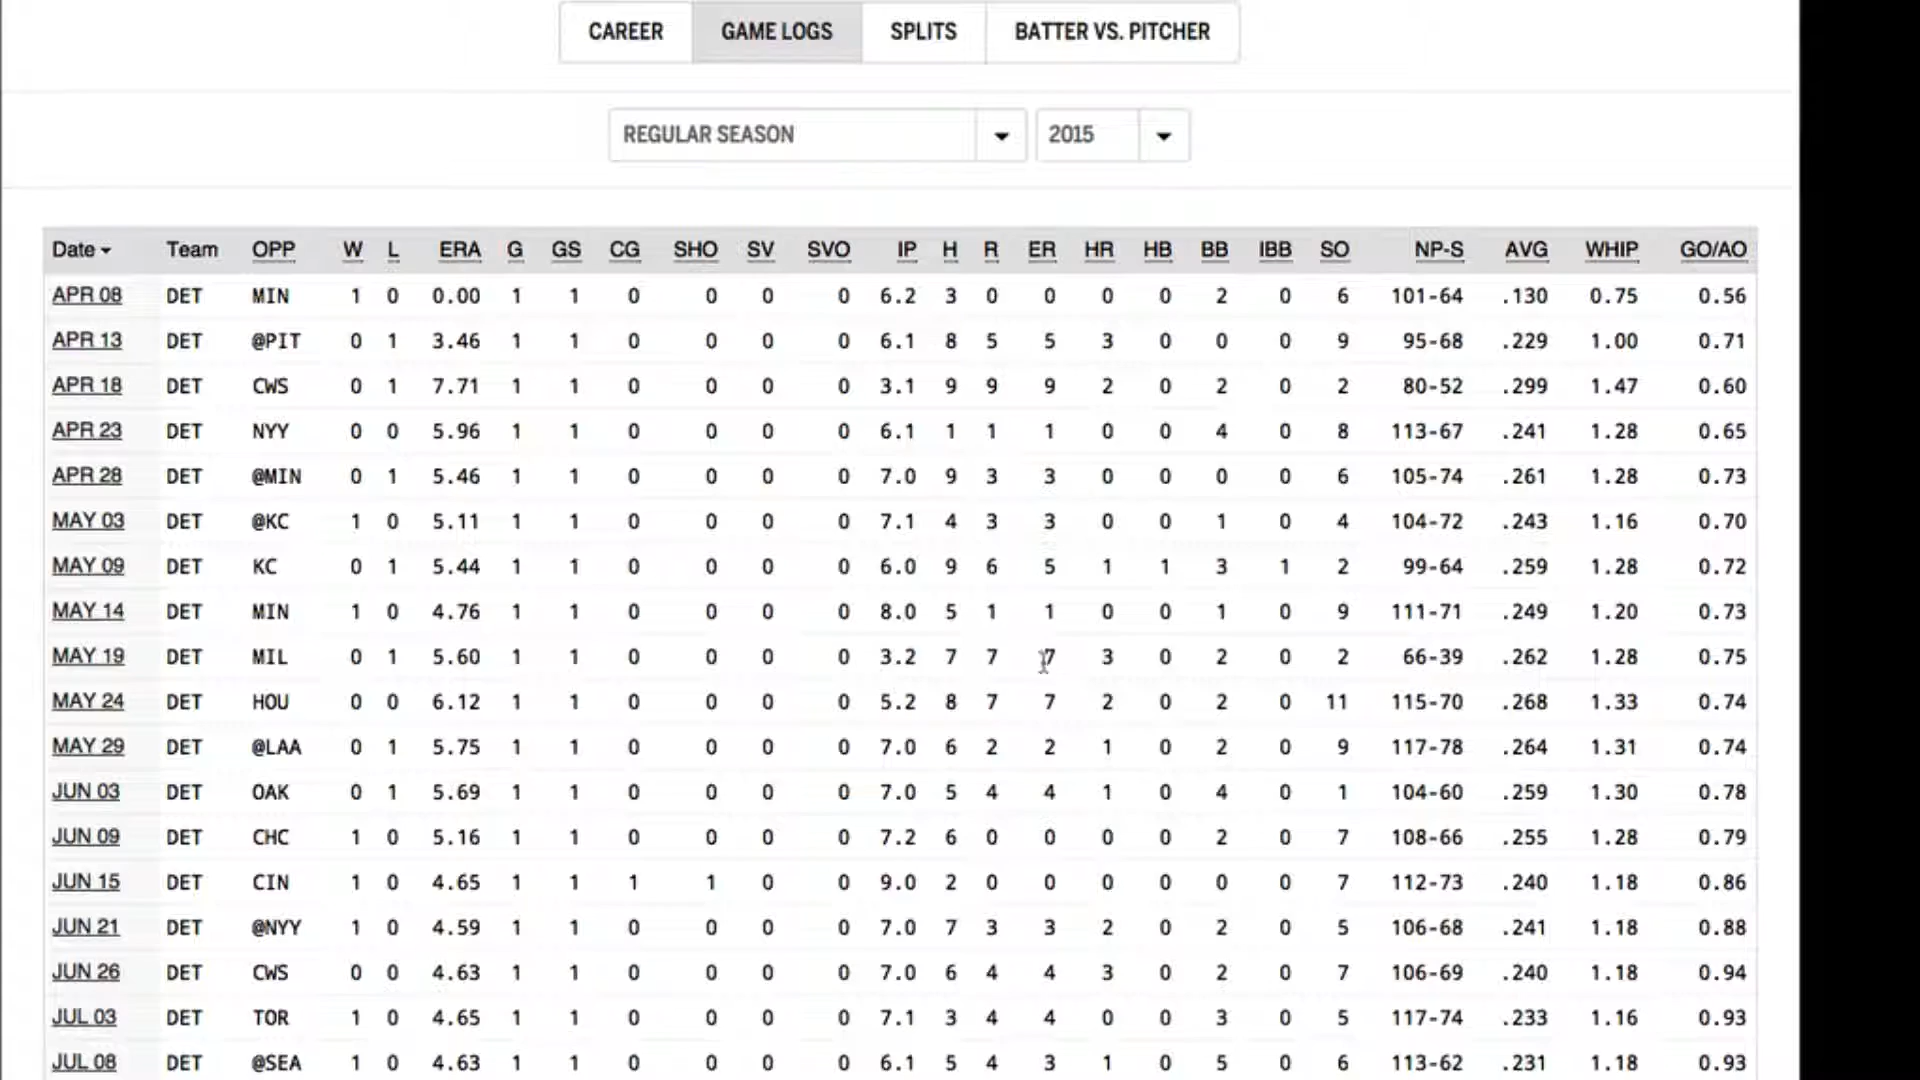 CAREER GAME LOGS SPLITS BATTER VS. PITCHER
REGULAR SEASON 2015
Date Team OPP W L ERA G GS CG SHO SV SVO IP H R ER HR HB BB IBB SO NP-S AVG WHIP GO/AO
APR 08 DET MIN 1 0 0.00 1 1 0 0 0 0 6.2 3 0 0 0 0 2 0 6 101-64 .130 0.75 0.56
APR 13 DET @PIT 0 1 3.46 1 1 0 0 0 0 6.1 8 5 5 3 0 0 0 9 95-68 .229 1.00 0.71
APR 18 DET CWS 0 1 7.71 1 1 0 0 0 0 3.1 9 9 9 2 0 2 0 2 80-52 .299 1.47 0.60
APR 23 DET NYY 0 0 5.96 1 1 0 0 0 0 6.1 1 1 1 0 0 4 0 8 113-67 .241 1.28 0.65
APR 28 DET @MIN 0 1 5.46 1 1 0 0 0 0 7.0 9 3 3 0 0 0 0 6 105-74 .261 1.28 0.73
MAY 03 DET @KC 1 0 5.11 1 1 0 0 0 0 7.1 4 3 3 0 0 1 0 4 104-72 .243 1.16 0.70
MAY 09 DET KC 0 1 5.44 1 1 0 0 0 0 6.0 9 6 5 1 1 3 1 2 99-64 .259 1.28 0.72
MAY 14 DET MIN 1 0 4.76 1 1 0 0 0 0 8.0 5 1 1 0 0 1 0 9 111-71 .249 1.20 0.73
MAY 19 DET MIL 0 1 5.60 1 1 0 0 0 0 3.2 7 7 7 3 0 2 0 2 66-39 .262 1.28 0.75
MAY 24 DET HOU 0 0 6.12 1 1 0 0 0 0 5.2 8 7 7 2 0 2 0 11 115-70 .268 1.33 0.74
MAY 29 DET @LAA 0 1 5.75 1 1 0 0 0 0 7.0 6 2 2 1 0 2 0 9 117-78 .264 1.31 0.74
JUN 03 DET OAK 0 1 5.69 1 1 0 0 0 0 7.0 5 4 4 1 0 4 0 1 104-60 .259 1.30 0.78
JUN 09 DET CHC 1 0 5.16 1 1 0 0 0 0 7.2 6 0 0 0 0 2 0 7 108-66 .255 1.28 0.79
JUN 15 DET CIN 1 0 4.65 1 1 1 1 0 0 9.0 2 0 0 0 0 0 0 7 112-73 .240 1.18 0.86
JUN 21 DET @NYY 1 0 4.59 1 1 0 0 0 0 7.0 7 3 3 2 0 2 0 5 106-68 .241 1.18 0.88
JUN 26 DET CWS 0 0 4.63 1 1 0 0 0 0 7.0 6 4 4 3 0 2 0 7 106-69 .240 1.18 0.94
JUL 03 DET TOR 1 0 4.65 1 1 0 0 0 0 7.1 3 4 4 0 0 3 0 5 117-74 .233 1.16 0.93
JUL 08 DET @SEA 1 0 4.63 1 1 0 0 0 0 6.1 5 4 3 1 0 5 0 6 113-62 .231 1.18 0.93